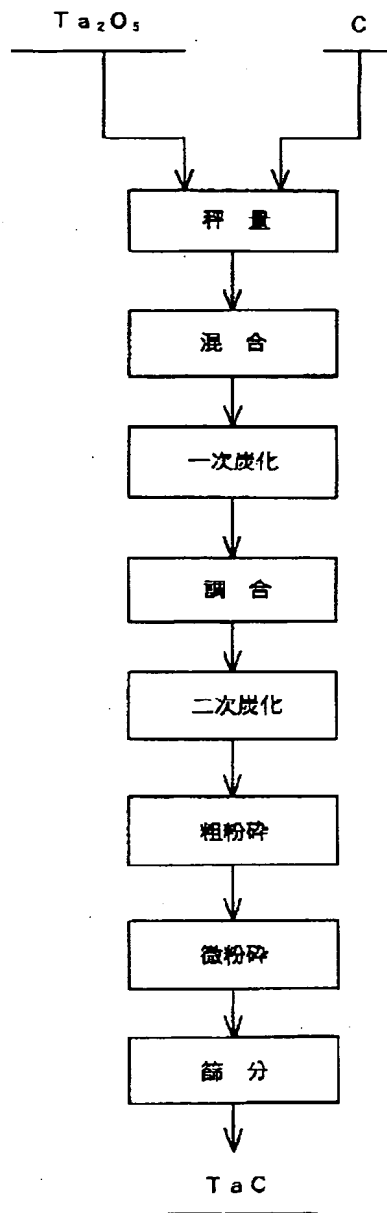 Ta₂O₅ C
秤 量
混 合
一次炭化
調 合
二次炭化
粗粉砕
微粉砕
篩 分
TaC